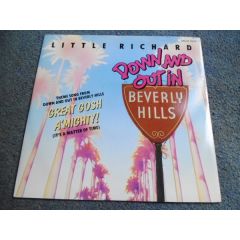 LITTLE RICHARD
DOWN AND
OUT IN
BEVERLY
HILLS
THEME SONG FROM
DOWN AND OUT IN BEVERLY HILLS
GREAT GOSH
A'MIGHTY!
(IT'S A MATTER OF TIME)